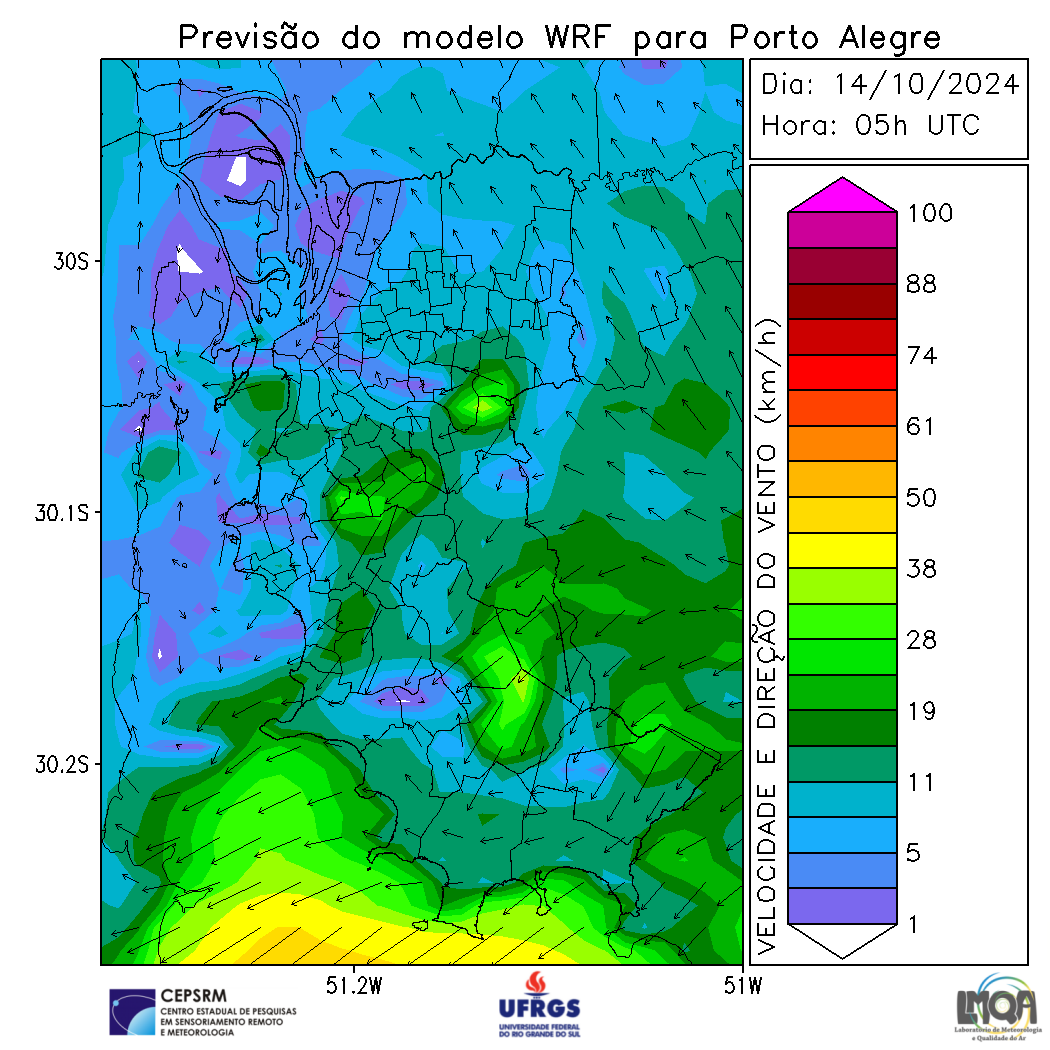 Previsão do modelo WRF para Porto Alegre
Dia: 14/10/2024
Hora: 05h UTC
30S
30.1S
30.2S
51.2W
51W
VELOCIDADE E DIREÇÃO DO VENTO (km/h)
100
88
74
61
50
38
28
19
11
5
1
CEPSRM
CENTRO ESTADUAL DE PESQUISAS
EM SENSORIAMENTO REMOTO
E METEOROLOGIA
UFRGS
UNIVERSIDADE FEDERAL
DO RIO GRANDE DO SUL
LMQA
Laboratório de Meteorologia
e Qualidade do Ar